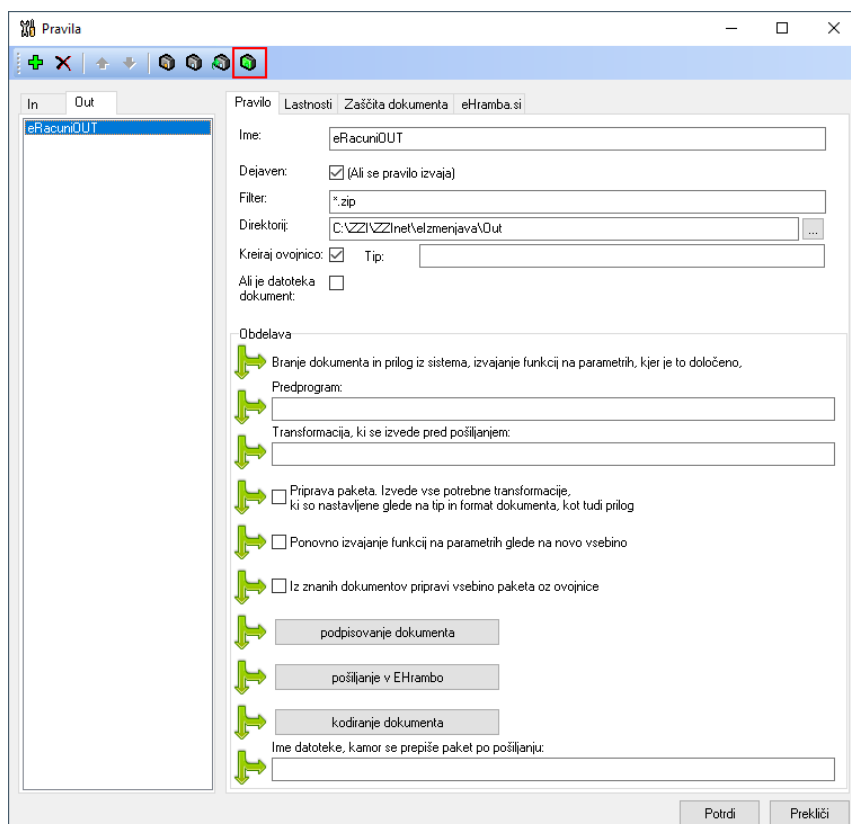 Pravila
In
Out
eRacuniOUT
Pravilo
Lastnosti
Zaščita dokumenta
eHramba.si
Ime:
eRacuniOUT
Dejaven:
(Ali se pravilo izvaja)
Filter:
*.zip
Direktorij:
C:\ZZI\ZZInet\eIzmenjava\Out
...
Kreiraj ovojnico:
Tip:
Ali je datoteka
dokument:
Obdelava
Branje dokumenta in prilog iz sistema, izvajanje funkcij na parametrih, kjer je to določeno,
Predprogram:
Transformacija, ki se izvede pred pošiljanjem:
Priprava paketa. Izvede vse potrebne transformacije,
ki so nastavljene glede na tip in format dokumenta, kot tudi prilog
Ponovno izvajanje funkcij na parametrih glede na novo vsebino
Iz znanih dokumentov pripravi vsebino paketa oz ovojnice
podpisovanje dokumenta
pošiljanje v EHrambo
kodiranje dokumenta
Ime datoteke, kamor se prepiše paket po pošiljanju:
Potrdi
Prekliči